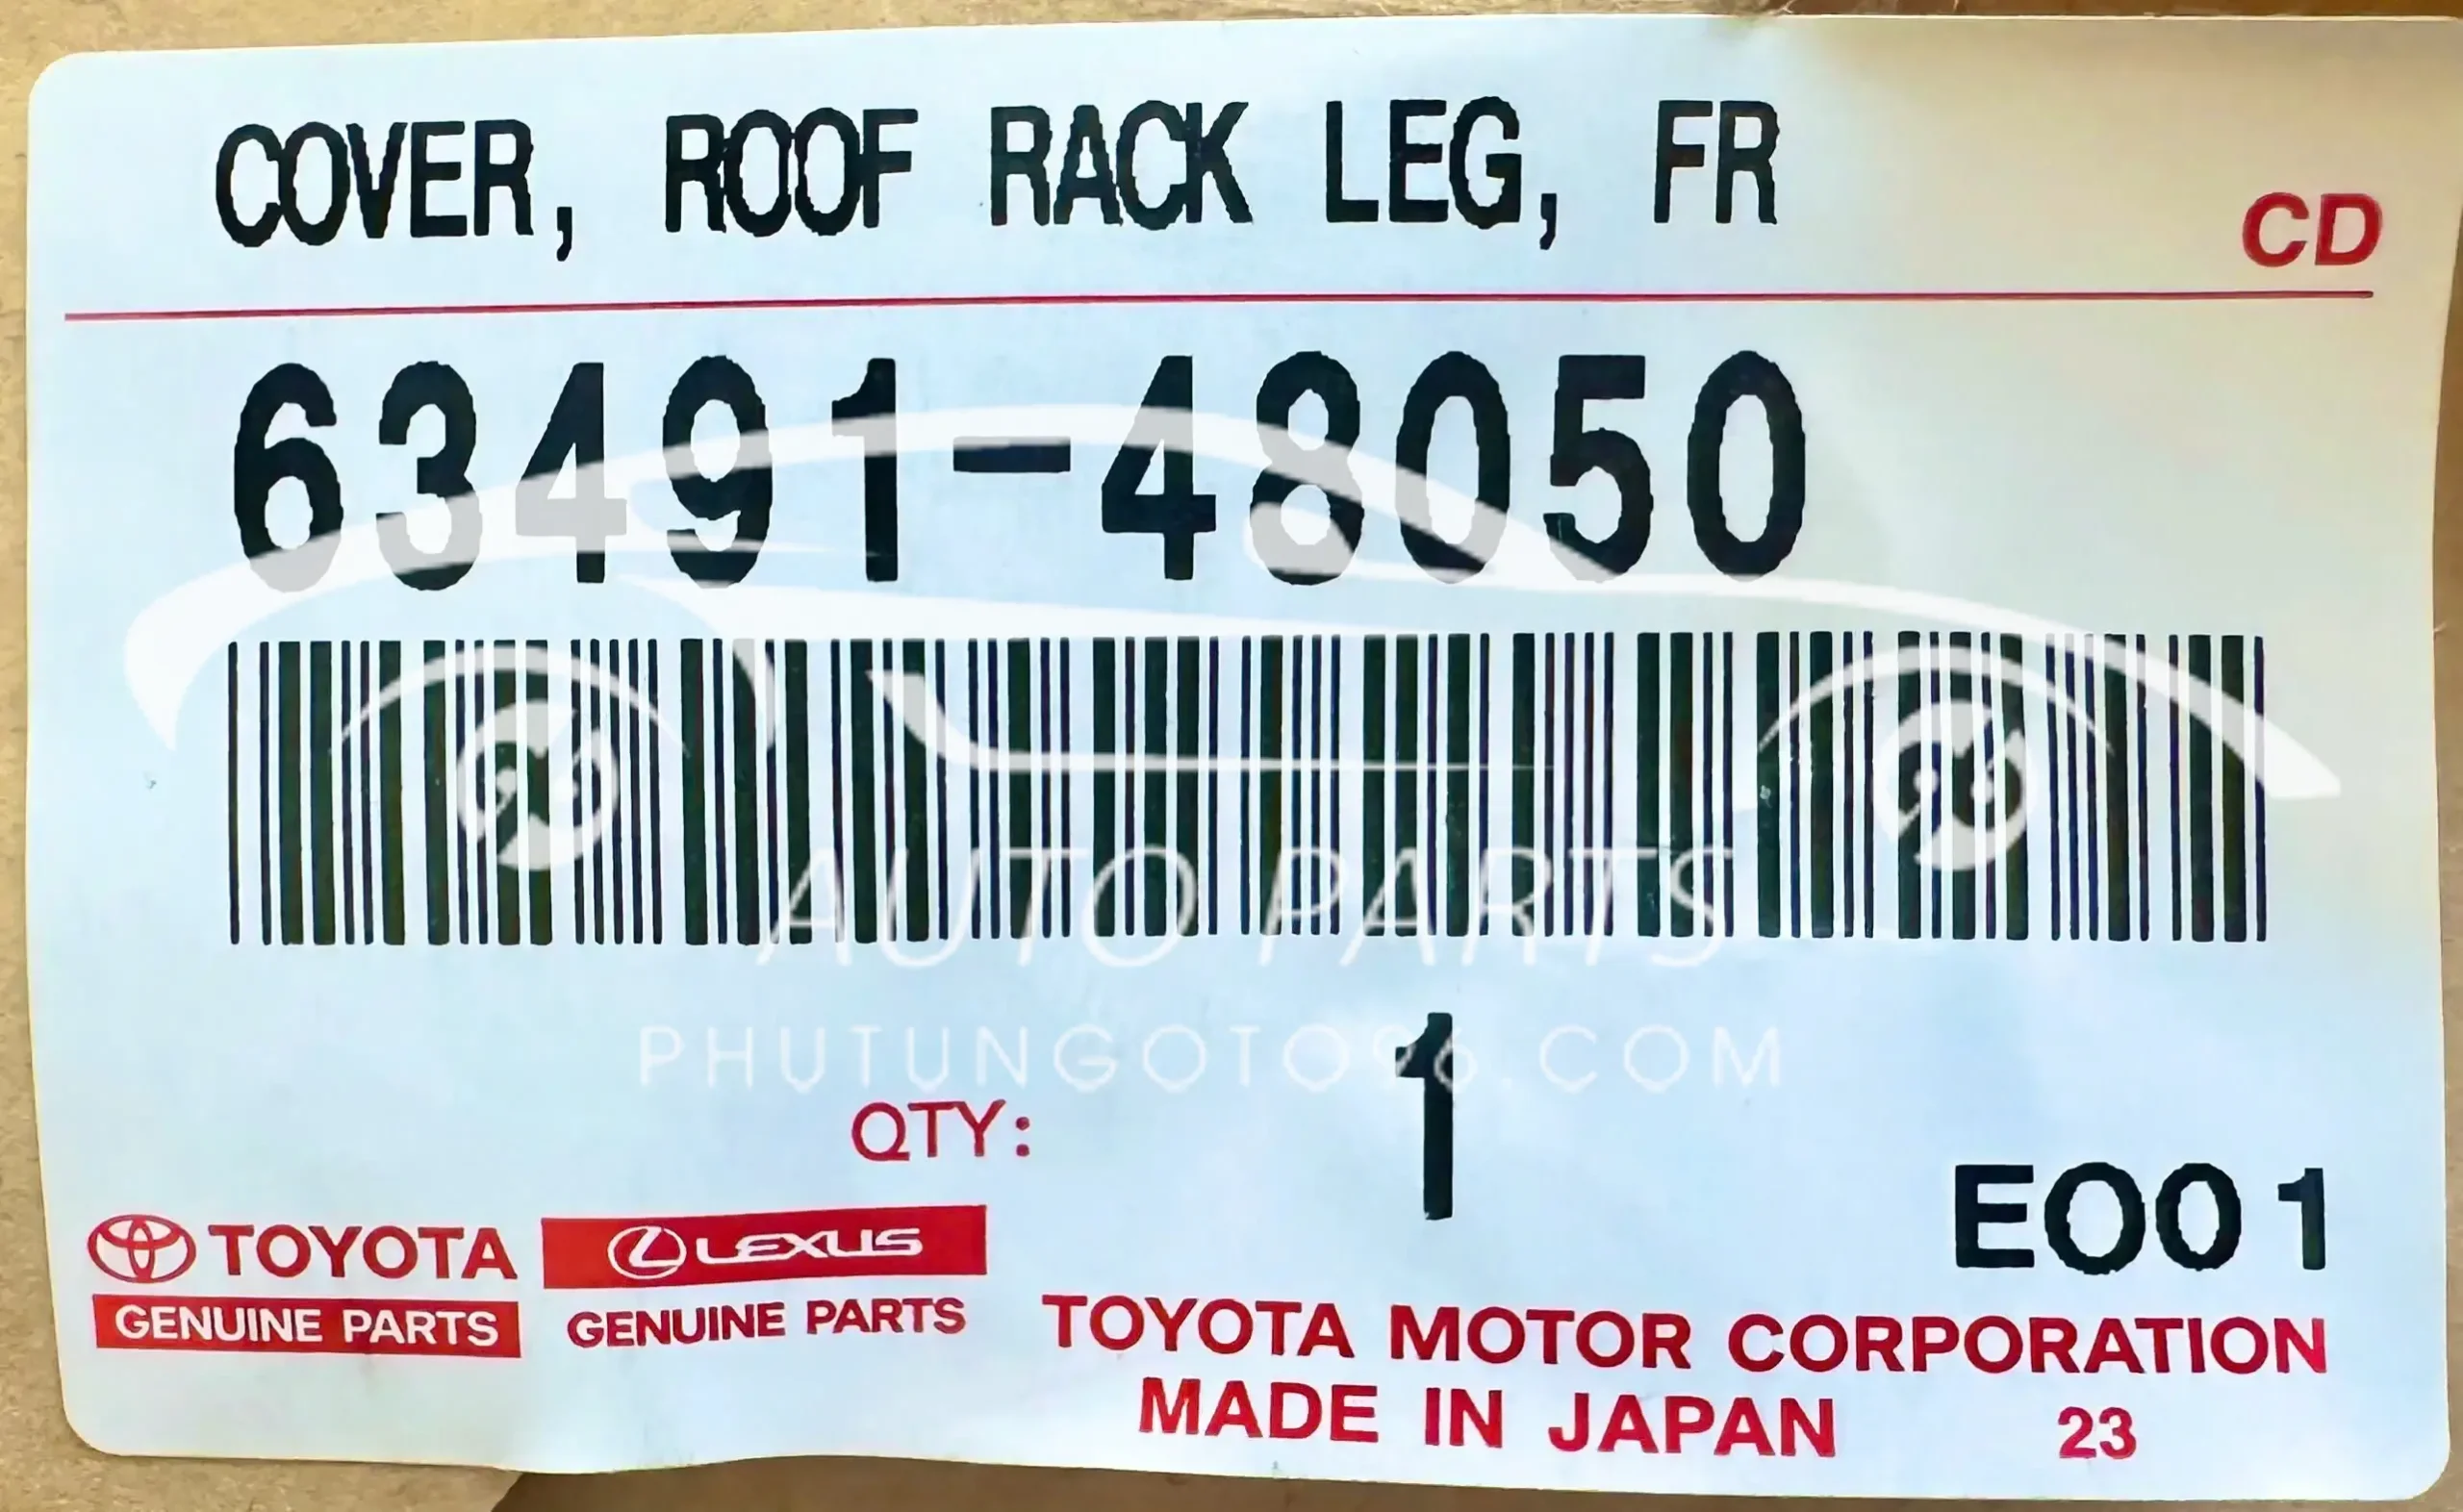 COVER, ROOF RACK LEG, FR
CD
63491-48050
AUTO PARTS
PHUTUNGOTO96.COM
QTY: 1
E001
TOYOTA
GENUINE PARTS
LEXUS
GENUINE PARTS
TOYOTA MOTOR CORPORATION
MADE IN JAPAN 23